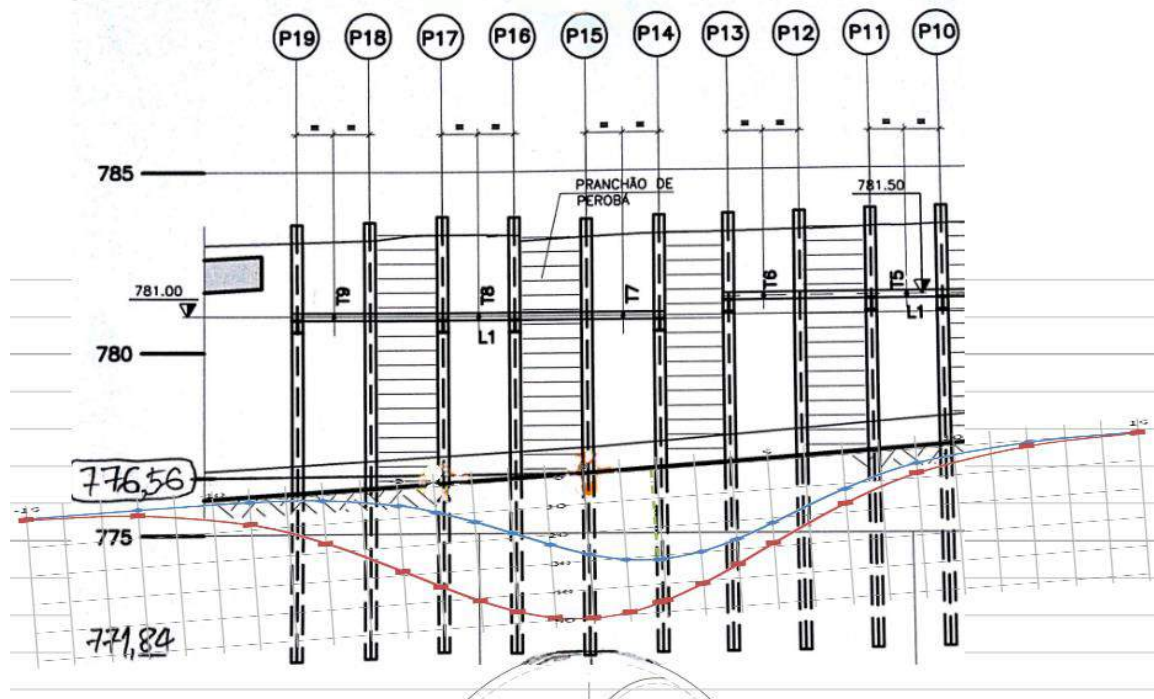 P19 P18 P17 P16 P15 P14 P13 P12 P11 P10
785
PRANCHÃO DE
PEROBA
781.50
781.00
T9 T8 T7 T6 T5
L1 L1
780
776,56
775
771,84